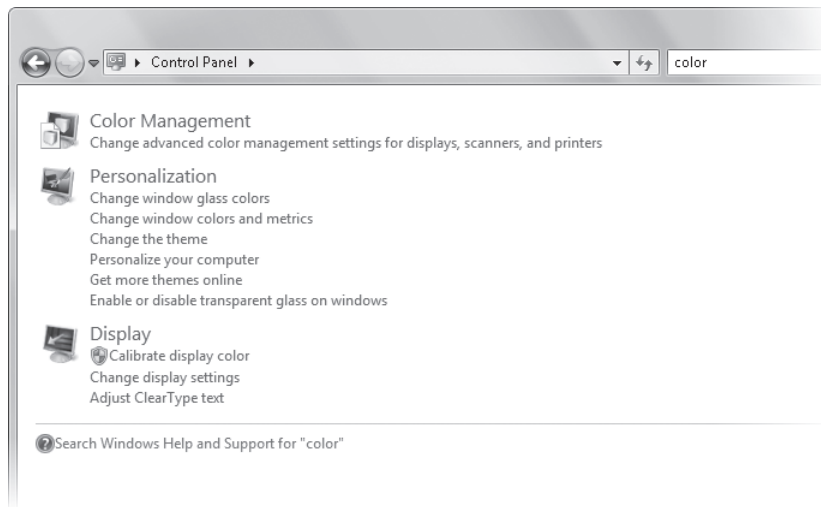 Control Panel
color
Color Management
Change advanced color management settings for displays, scanners, and printers
Personalization
Change window glass colors
Change window colors and metrics
Change the theme
Personalize your computer
Get more themes online
Enable or disable transparent glass on windows
Display
Calibrate display color
Change display settings
Adjust ClearType text
Search Windows Help and Support for "color"